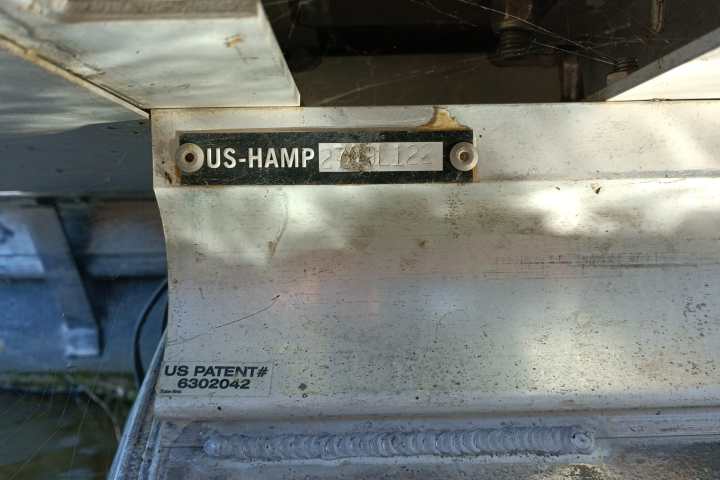 US-HAMP
US PATENT#
6302042